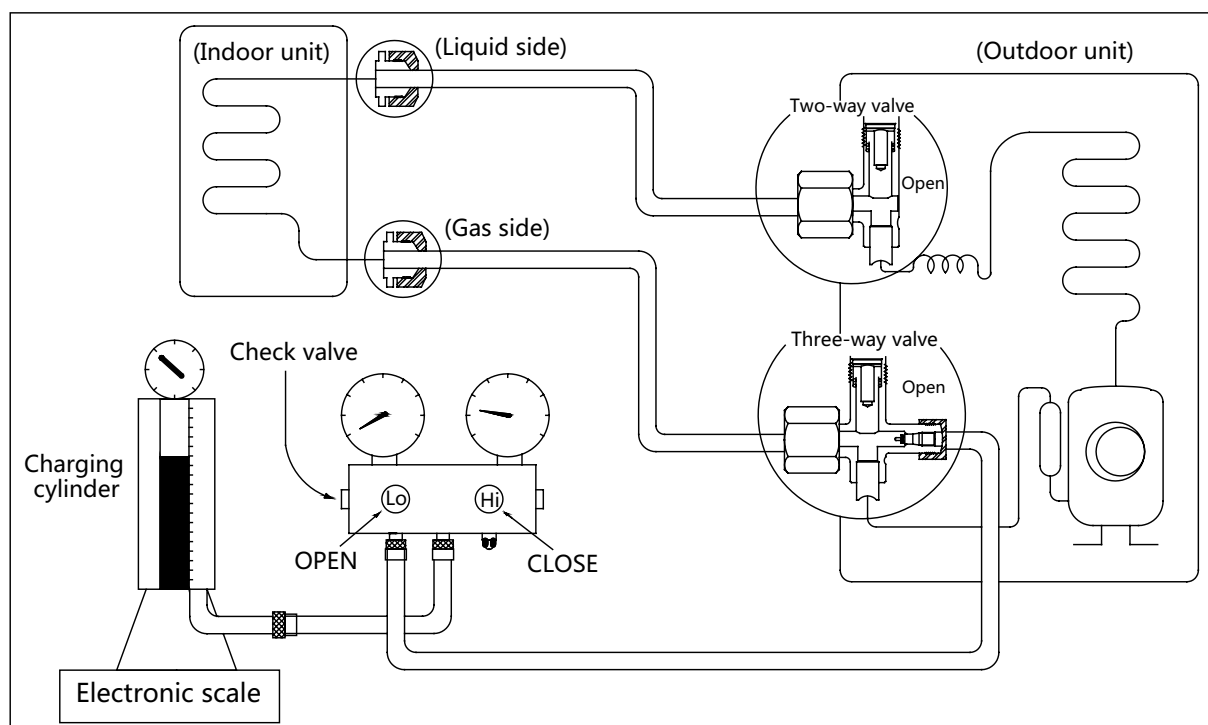 (Indoor unit)
(Liquid side)
(Outdoor unit)
Two-way valve
Open
(Gas side)
Three-way valve
Open
Check valve
Charging
cylinder
Lo
Hi
OPEN
CLOSE
Electronic scale